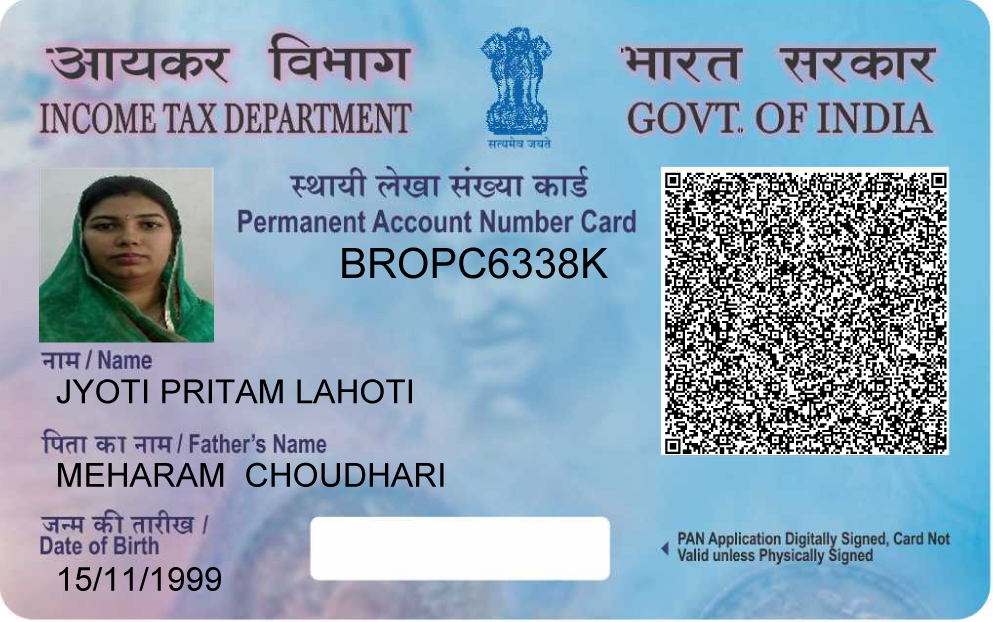 आयकर विभाग
INCOME TAX DEPARTMENT
सत्यमेव जयते
भारत सरकार
GOVT. OF INDIA
स्थायी लेखा संख्या कार्ड
Permanent Account Number Card
BROPC6338K
नाम / Name
JYOTI PRITAM LAHOTI
पिता का नाम / Father's Name
MEHARAM CHOUDHARI
जन्म की तारीख /
Date of Birth
15/11/1999
PAN Application Digitally Signed, Card Not
Valid unless Physically Signed